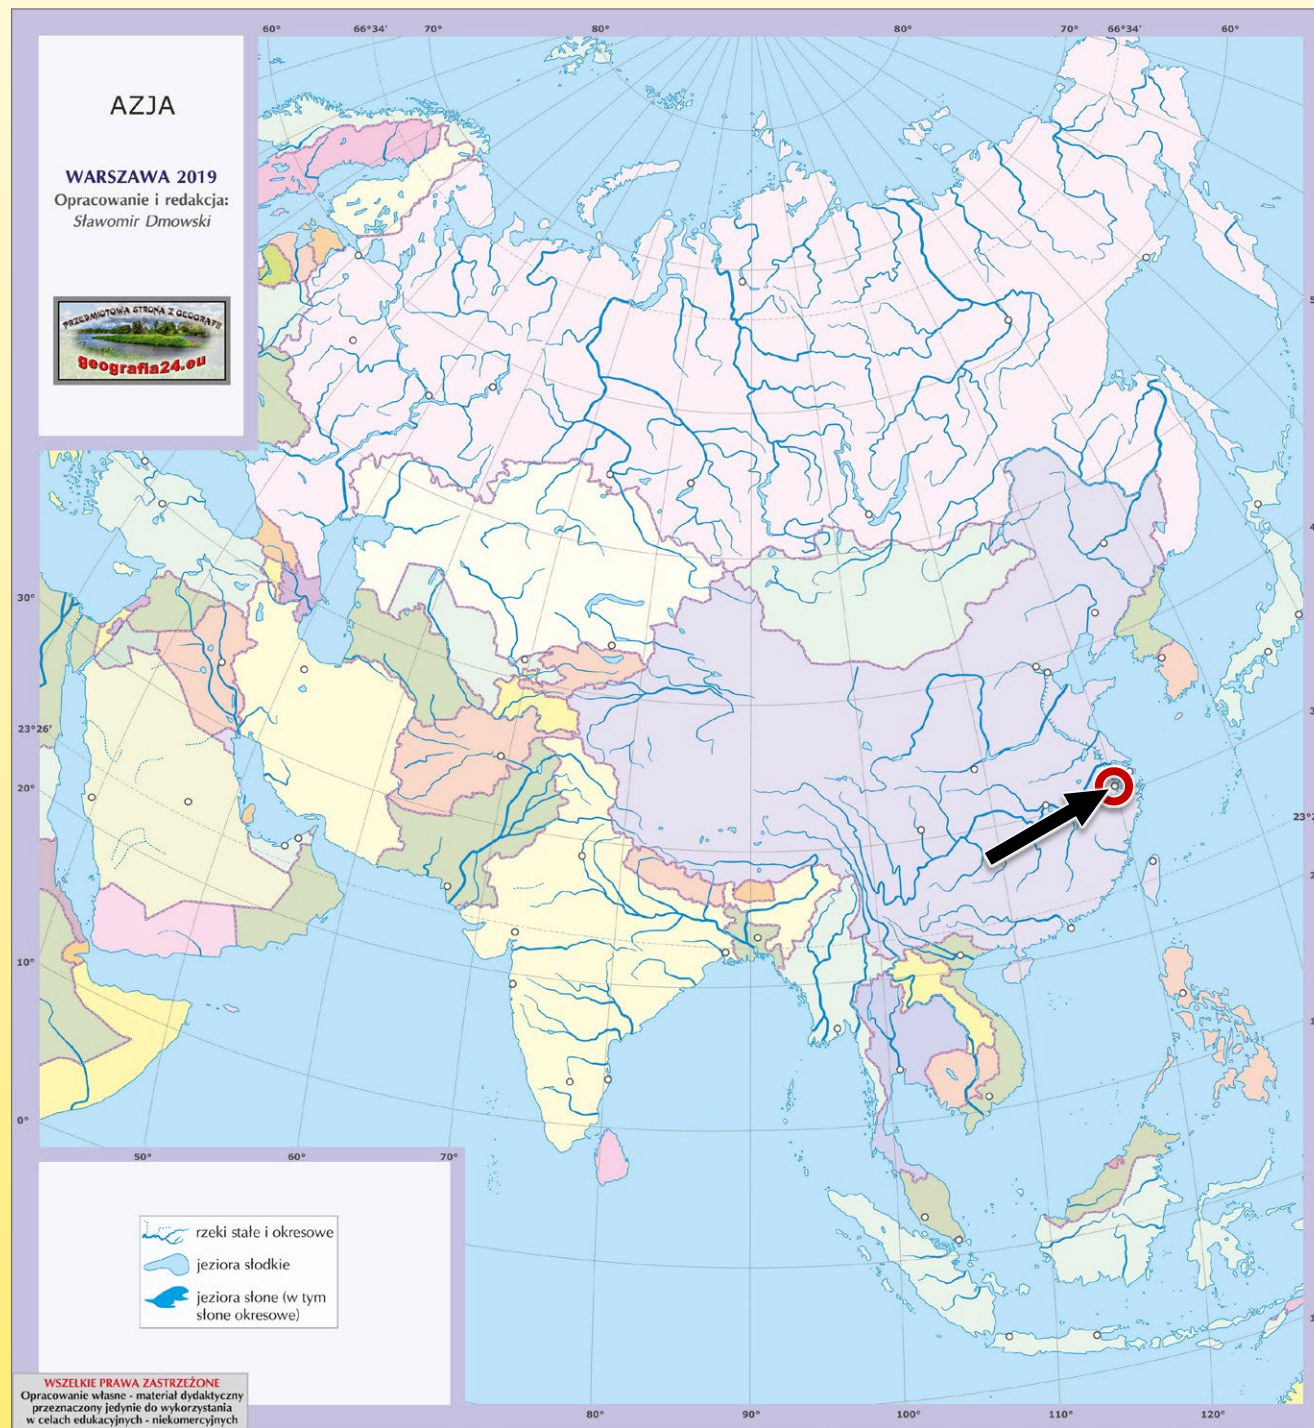 60°
66°34'
70°
80°
90°
80°
70°
66°34'
60°
AZJA
WARSZAWA 2019
Opracowanie i redakcja:
Sławomir Dmowski
PRZEDMIOTOWA STRONA Z GEOGRAFII
geografia24.eu
30°
23°26'
20°
10°
0°
50°
60°
70°
rzeki stałe i okresowe
jeziora słodkie
jeziora słone (w tym
słone okresowe)
WSZELKIE PRAWA ZASTRZEŻONE
Opracowanie własne - materiał dydaktyczny
przeznaczony jedynie do wykorzystania
w celach edukacyjnych - niekomercyjnych
80°
90°
100°
110°
120°